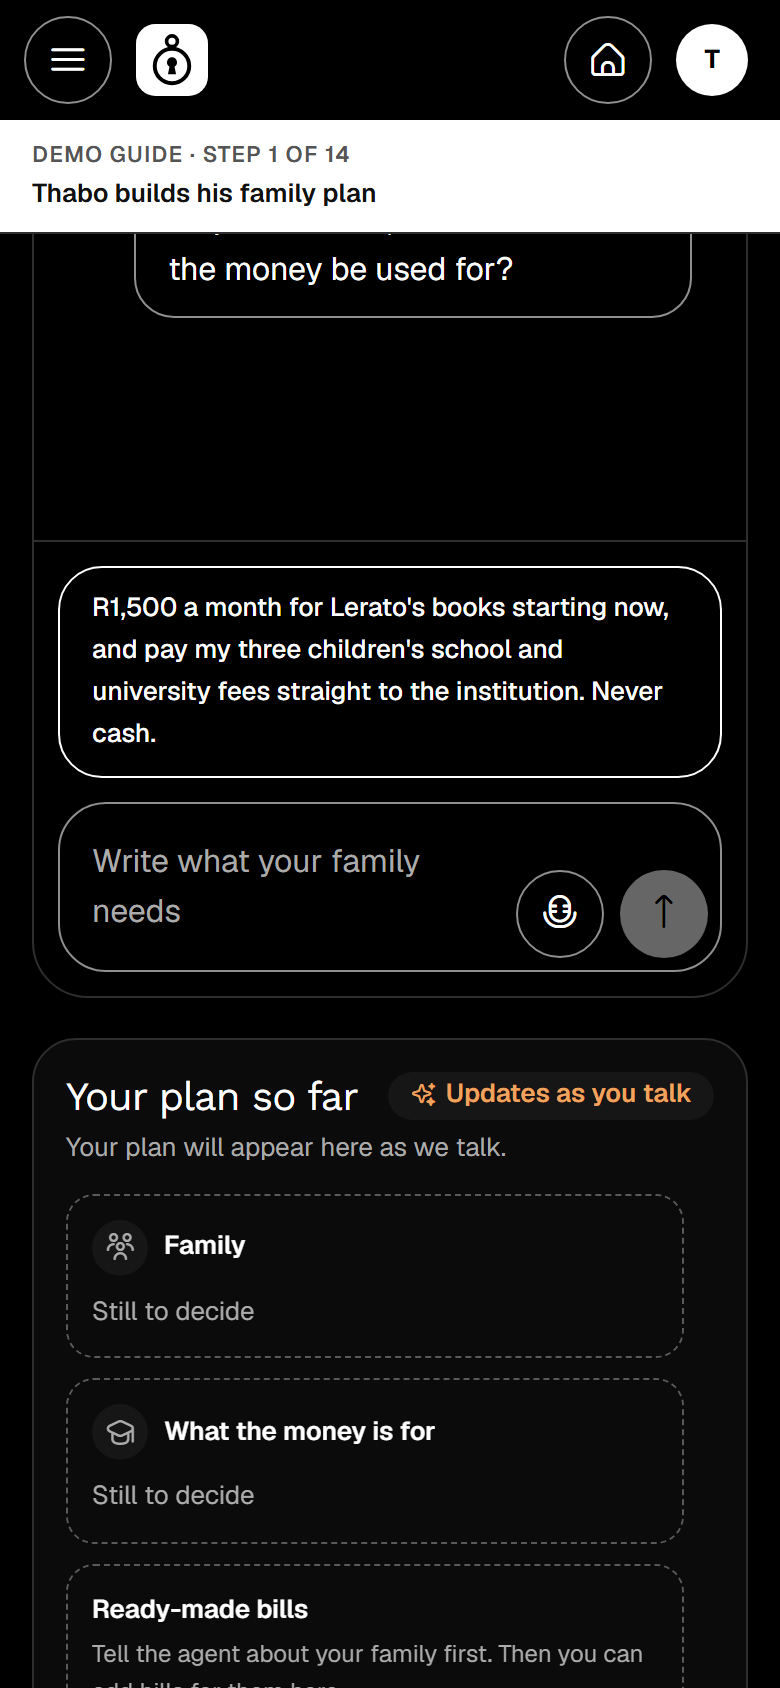 T
DEMO GUIDE · STEP 1 OF 14
Thabo builds his family plan
the money be used for?
R1,500 a month for Lerato's books starting now,
and pay my three children's school and
university fees straight to the institution. Never
cash.
Write what your family
needs
Your plan so far
Updates as you talk
Your plan will appear here as we talk.
Family
Still to decide
What the money is for
Still to decide
Ready-made bills
Tell the agent about your family first. Then you can